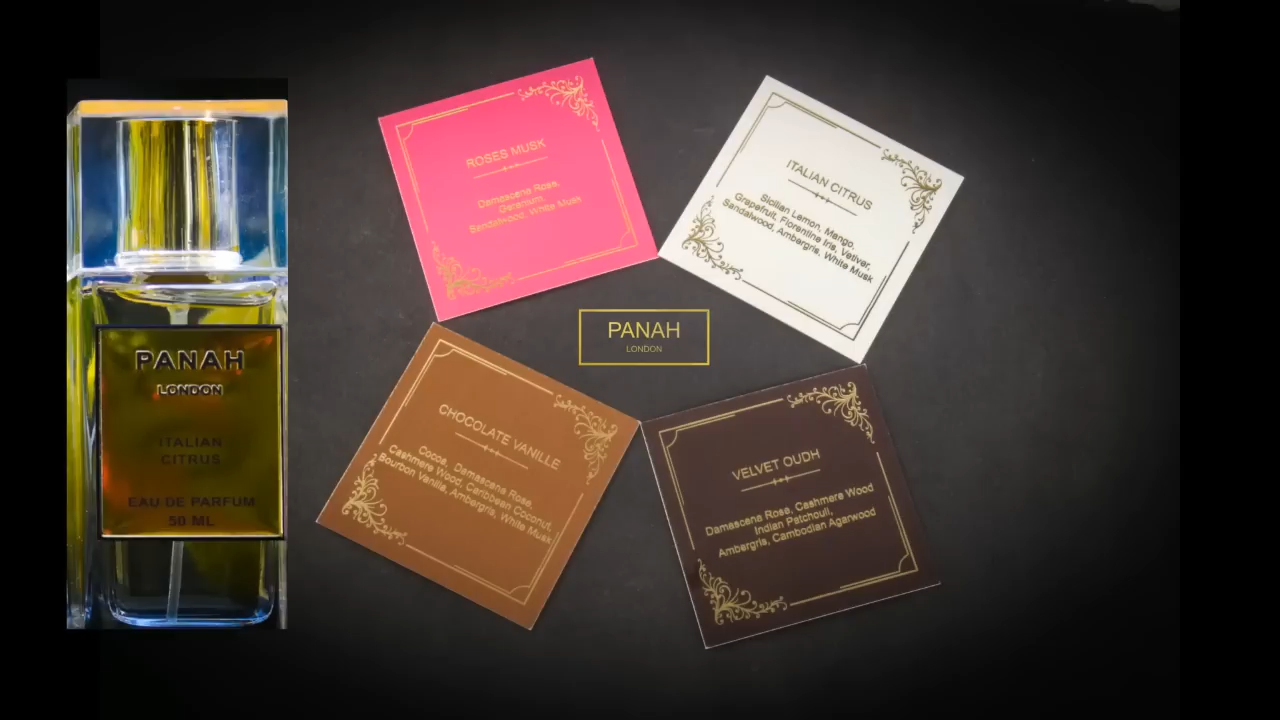 PANAH
LONDON
ITALIAN
CITRUS
EAU DE PARFUM
50 ML
ROSES MUSK
Damascena Rose,
Geranium,
Sandalwood, White Musk
ITALIAN CITRUS
Sicilian Lemon, Mango,
Grapefruit, Florentine Iris, Vetiver,
Sandalwood, Ambergris, White Musk
PANAH
LONDON
CHOCOLATE VANILLE
Cocoa, Damascena Rose,
Cashmere Wood, Caribbean Coconut,
Bourbon Vanilla, Ambergris, White Musk
VELVET OUDH
Damascena Rose, Cashmere Wood
Indian Patchouli,
Ambergris, Cambodian Agarwood